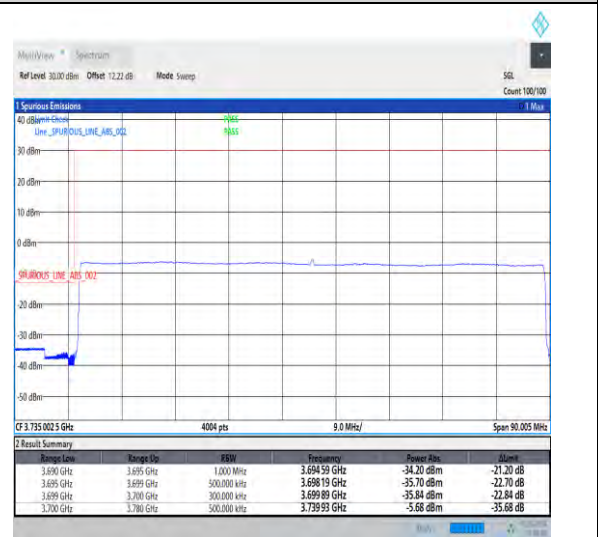 MultiView Spectrum
Ref Level 30.00 dBm Offset 12.22 dB Mode Sweep SGL
Count 100/100
1 Spurious Emissions 1 Max
40 dBm Limit Check PASS
Line _SPURIOUS_LINE_ABS_002 PASS
30 dBm
20 dBm
10 dBm
0 dBm
_SPURIOUS_LINE_ABS_002
-20 dBm
-30 dBm
-40 dBm
-50 dBm
CF 3.735 002 5 GHz 4004 pts 9.0 MHz/ Span 90.005 MHz
2 Result Summary
Range Low Range Up RBW Frequency Power Abs ΔLimit
3.690 GHz 3.695 GHz 1.000 MHz 3.694 59 GHz -34.20 dBm -21.20 dB
3.695 GHz 3.699 GHz 500.000 kHz 3.698 19 GHz -35.70 dBm -22.70 dB
3.699 GHz 3.700 GHz 300.000 kHz 3.699 89 GHz -35.84 dBm -22.84 dB
3.700 GHz 3.780 GHz 500.000 kHz 3.739 93 GHz -5.68 dBm -35.68 dB